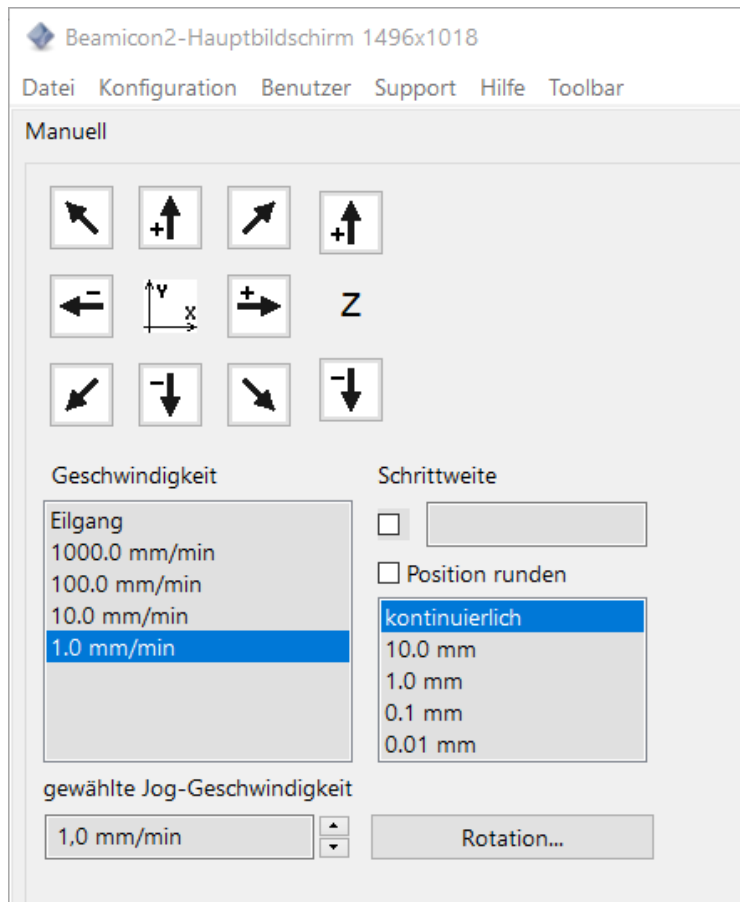 Beamicon2-Hauptbildschirm 1496x1018
Datei Konfiguration Benutzer Support Hilfe Toolbar
Manuell
+ +
- Y X + Z
- -
Geschwindigkeit
Eilgang
1000.0 mm/min
100.0 mm/min
10.0 mm/min
1.0 mm/min
gewählte Jog-Geschwindigkeit
1,0 mm/min
Schrittweite
Position runden
kontinuierlich
10.0 mm
1.0 mm
0.1 mm
0.01 mm
Rotation...